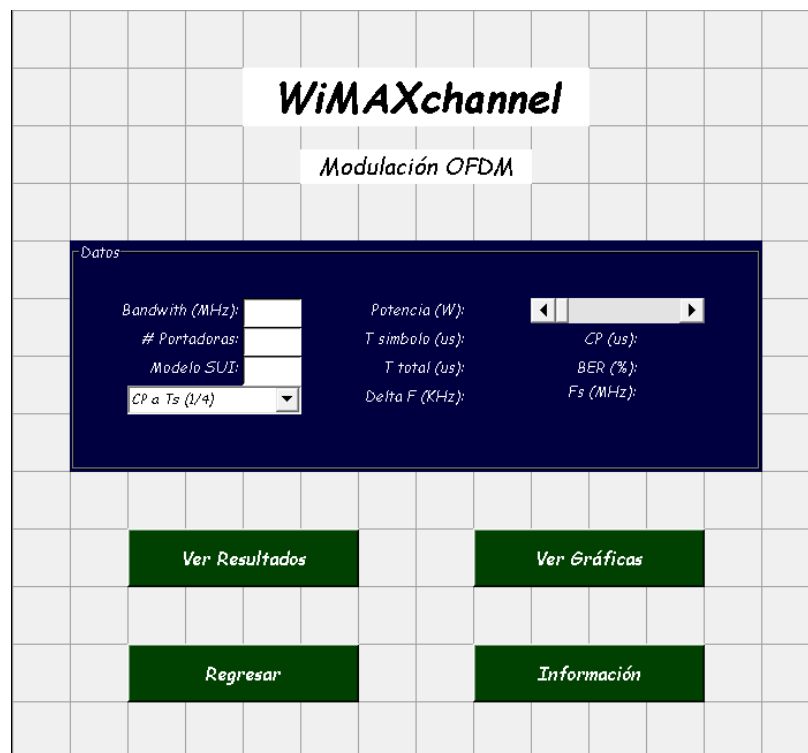 WiMAXchannel
Modulación OFDM
Datos
Bandwith (MHz):
Potencia (W):
# Portadoras:
T simbolo (us):
CP (us):
Modelo SUI:
T total (us):
BER (%):
CP a Ts (1/4)
Delta F (KHz):
Fs (MHz):
Ver Resultados
Ver Gráficas
Regresar
Información